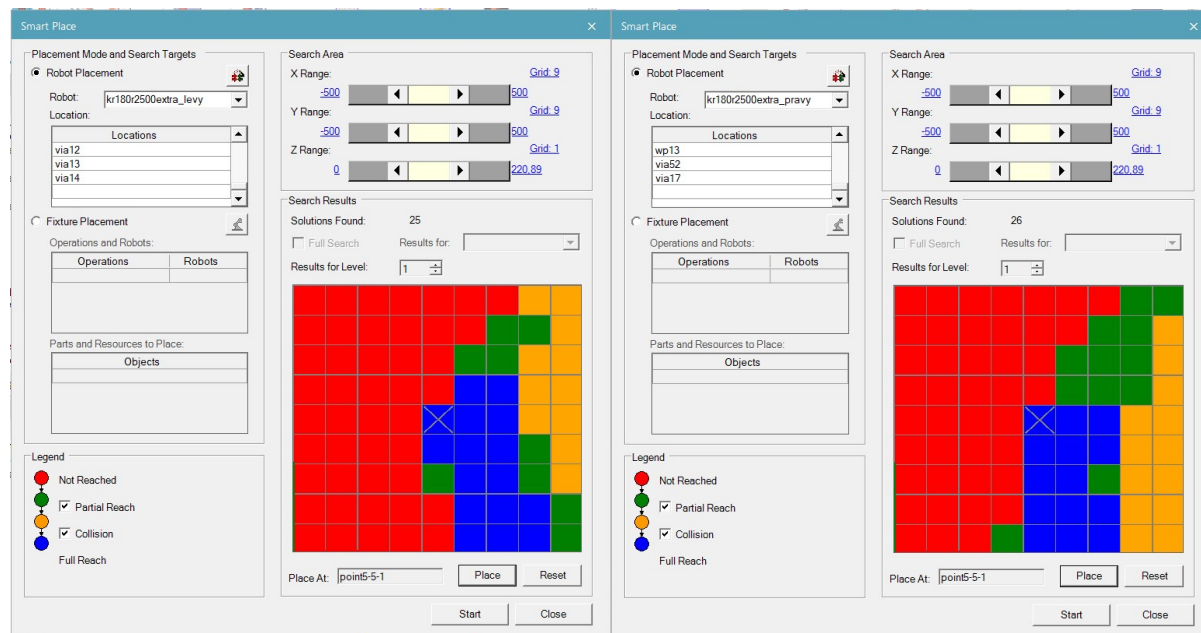 Smart Place
Placement Mode and Search Targets
Robot Placement
Robot: kr180r2500extra_levy
Location:
Locations
via12
via13
via14
Fixture Placement
Operations and Robots:
Operations Robots
Parts and Resources to Place:
Objects
Legend
Not Reached
Partial Reach
Collision
Full Reach
Search Area
X Range: Grid: 9
-500 500
Y Range: Grid: 9
-500 500
Z Range: Grid: 1
0 220,89
Search Results
Solutions Found: 25
Full Search Results for:
Results for Level: 1
Place At: point5-5-1 Place Reset
Start Close
Smart Place
Placement Mode and Search Targets
Robot Placement
Robot: kr180r2500extra_pravy
Location:
Locations
wp13
via52
via17
Fixture Placement
Operations and Robots:
Operations Robots
Parts and Resources to Place:
Objects
Legend
Not Reached
Partial Reach
Collision
Full Reach
Search Area
X Range: Grid: 9
-500 500
Y Range: Grid: 9
-500 500
Z Range: Grid: 1
0 220,89
Search Results
Solutions Found: 26
Full Search Results for:
Results for Level: 1
Place At: point5-5-1 Place Reset
Start Close